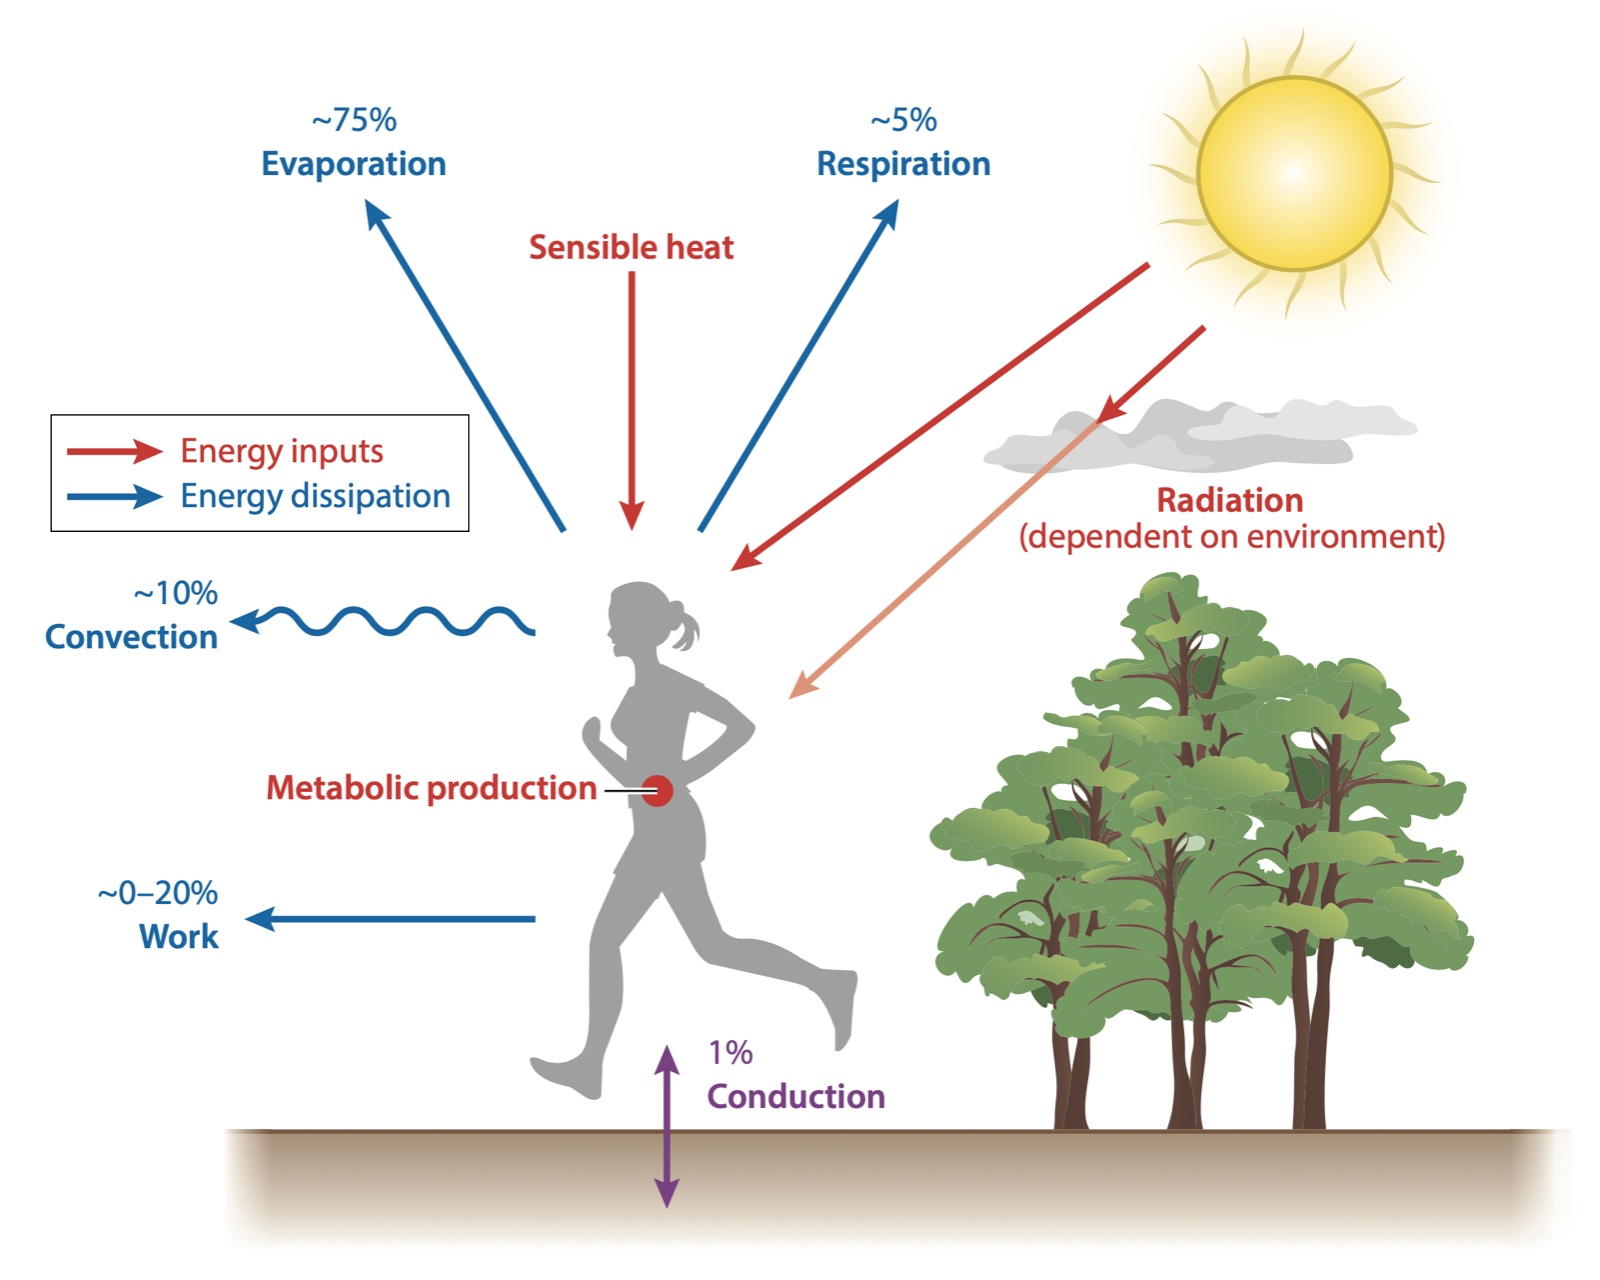 ~75%
Evaporation
~5%
Respiration
Sensible heat
Energy inputs
Energy dissipation
Radiation
(dependent on environment)
~10%
Convection
Metabolic production
~0–20%
Work
1%
Conduction